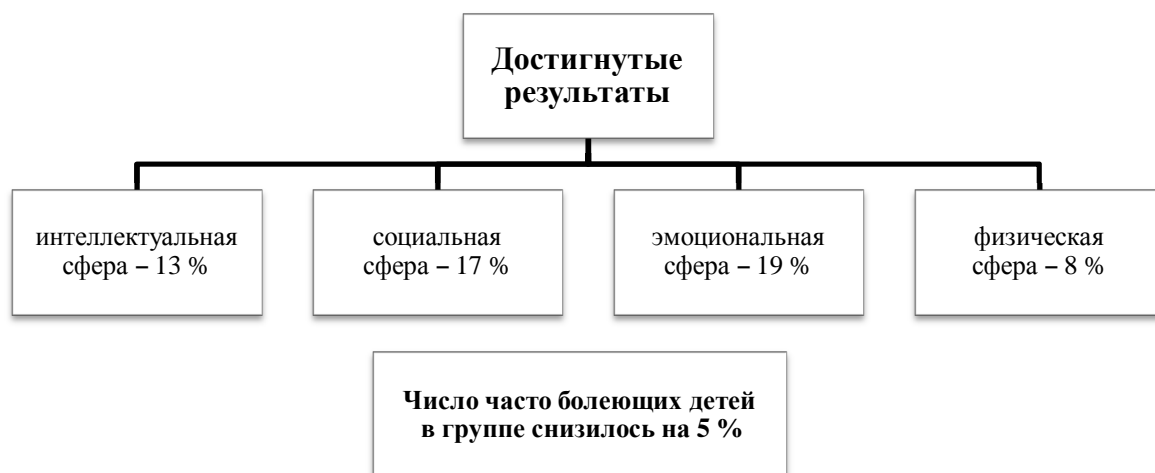 Достигнутые
результаты
интеллектуальная
сфера – 13 %
социальная
сфера – 17 %
эмоциональная
сфера – 19 %
физическая
сфера – 8 %
Число часто болеющих детей
в группе снизилось на 5 %